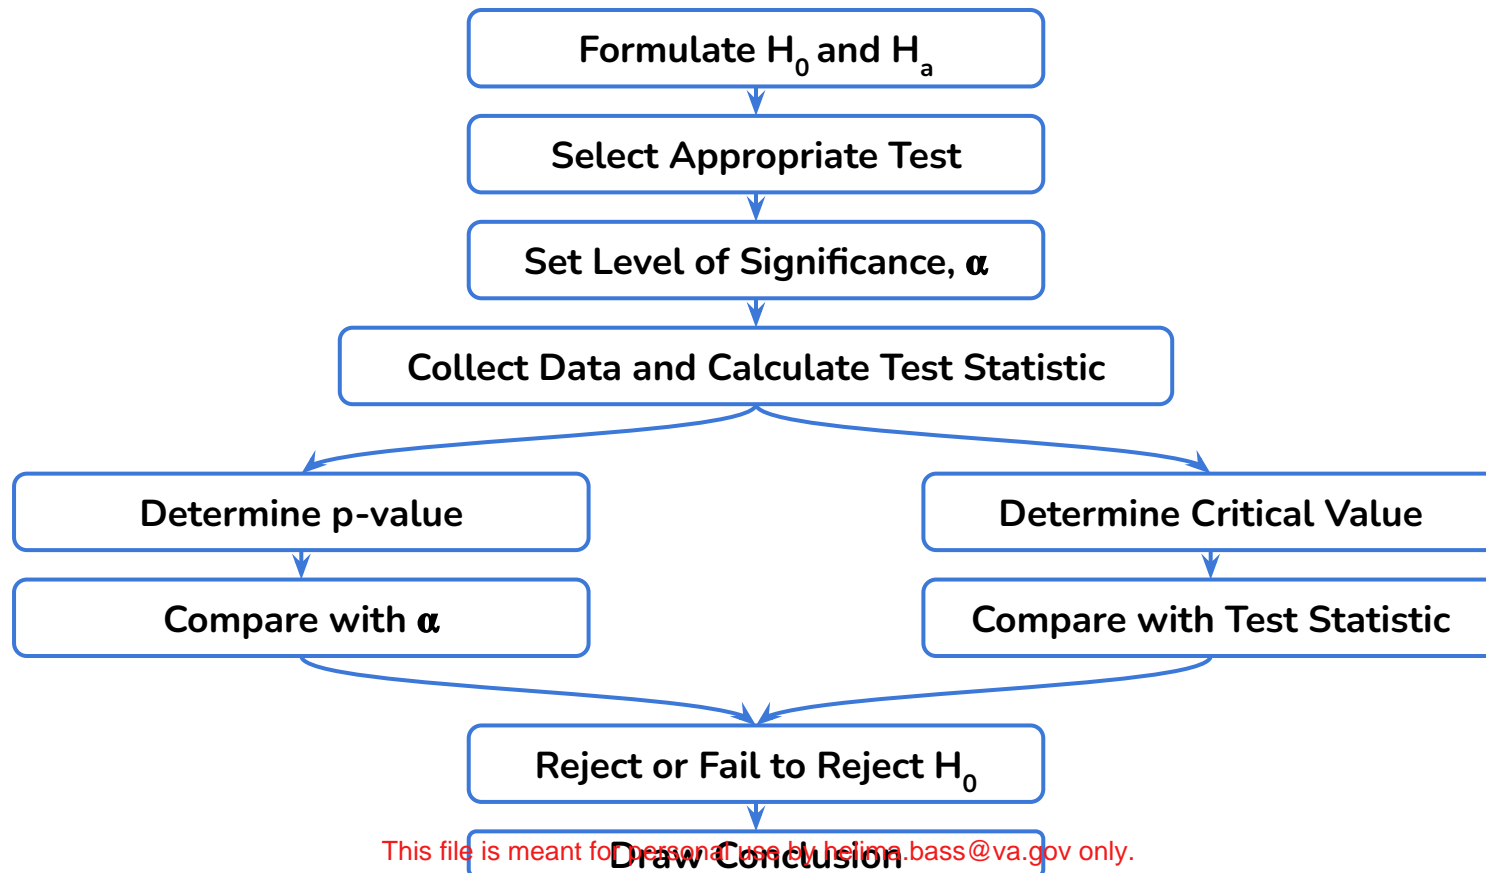 Formulate H0 and Ha
Select Appropriate Test
Set Level of Significance, α
Collect Data and Calculate Test Statistic
Determine p-value
Determine Critical Value
Compare with α
Compare with Test Statistic
Reject or Fail to Reject H0
Draw Conclusion
This file is meant for personal use by helima.bass@va.gov only.